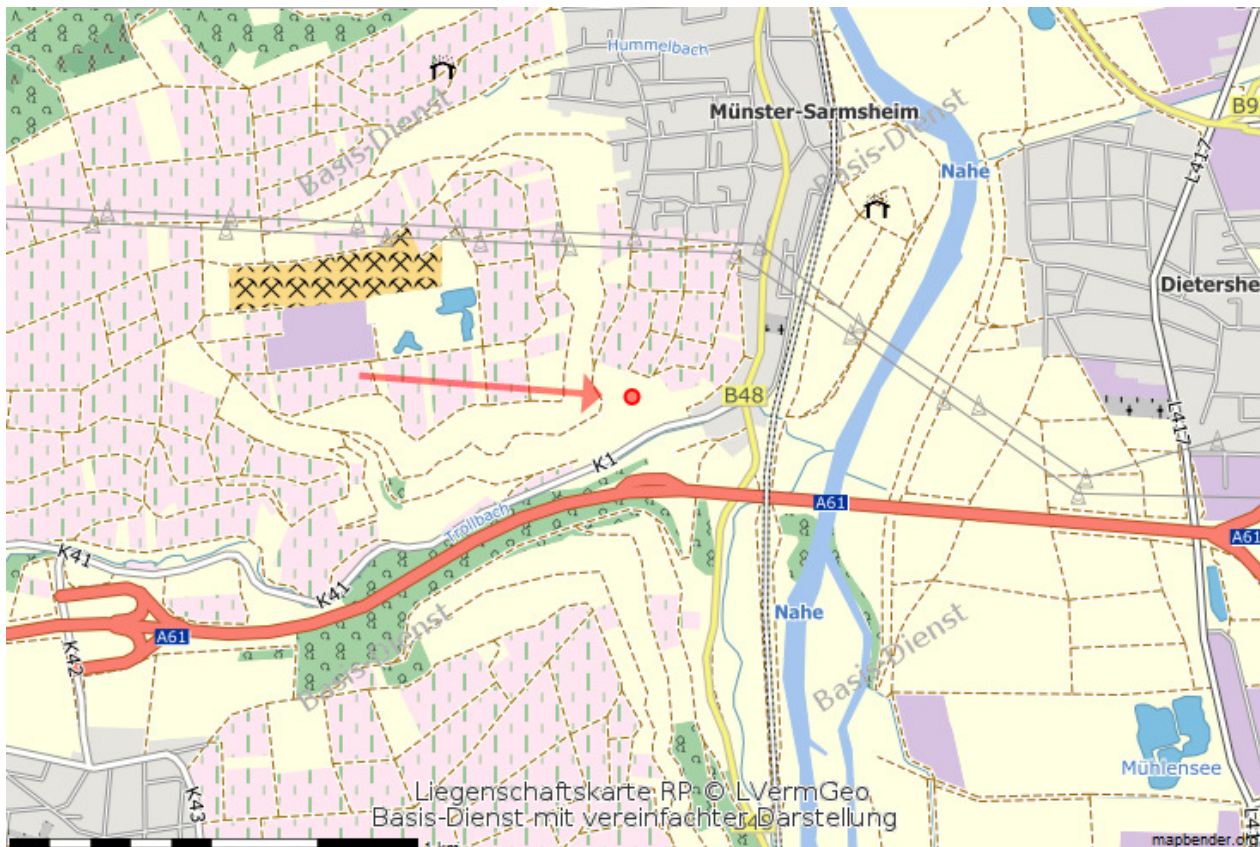 Hummelbach
Münster-Sarmsheim
B9
Basis-Dienst
Basis-Dienst
L417
Nahe
Dietershe
B48
L417
K1
A61
Trollbach
A61
K41
K41
Nahe
A61
K42
Basis-Dienst
Basis-Dienst
Mühlensee
K43
Liegenschaftskarte RP © LVermGeo
Basis-Dienst mit vereinfachter Darstellung
1 km
mapbender.org